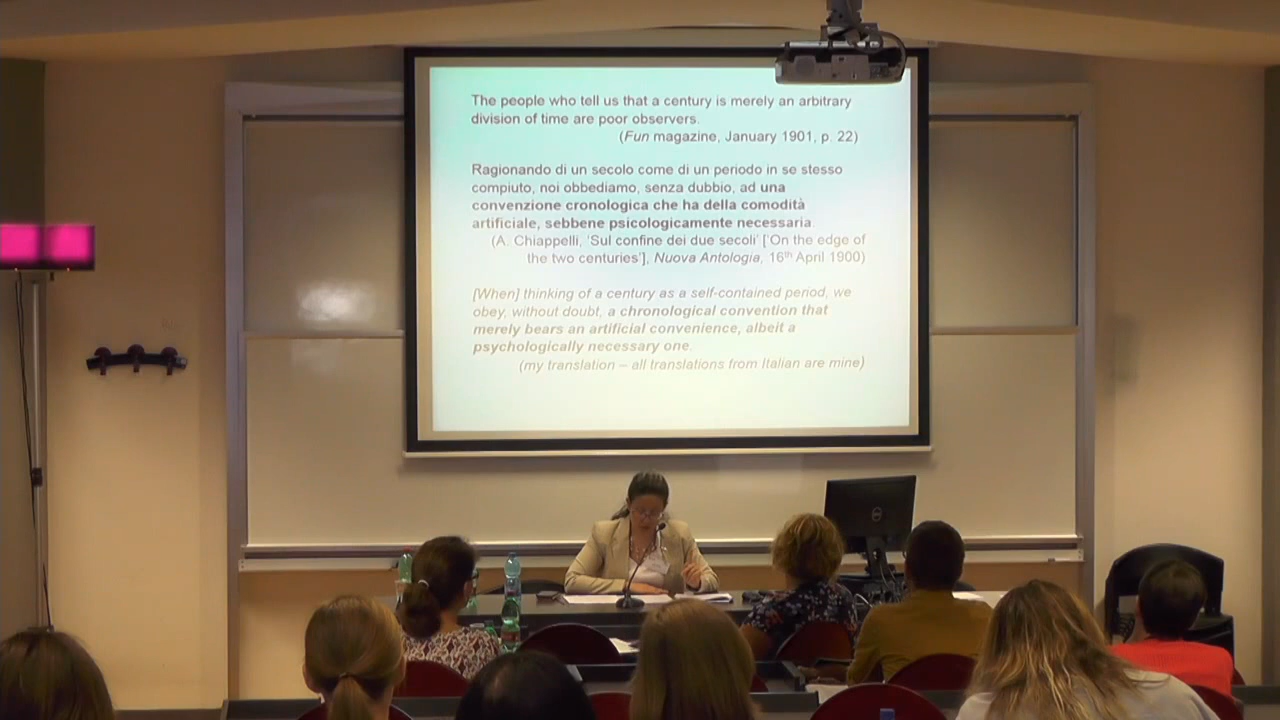 The people who tell us that a century is merely an arbitrary
division of time are poor observers.
(Fun magazine, January 1901, p. 22)
Ragionando di un secolo come di un periodo in se stesso
compiuto, noi obbediamo, senza dubbio, ad una
convenzione cronologica che ha della comodità
artificiale, sebbene psicologicamente necessaria.
(A. Chiappelli, 'Sul confine dei due secoli' ['On the edge of
the two centuries'], Nuova Antologia, 16th April 1900)
[When] thinking of a century as a self-contained period, we
obey, without doubt, a chronological convention that
merely bears an artificial convenience, albeit a
psychologically necessary one.
(my translation – all translations from Italian are mine)
DELL